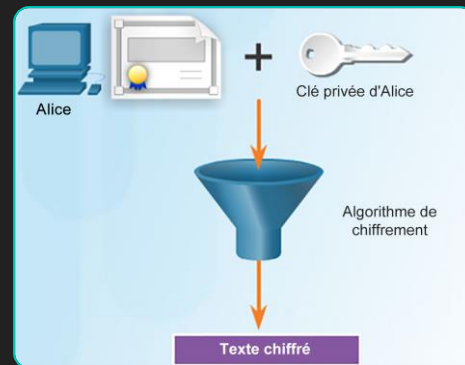 Alice
Clé privée d'Alice
Algorithme de
chiffrement
Texte chiffré